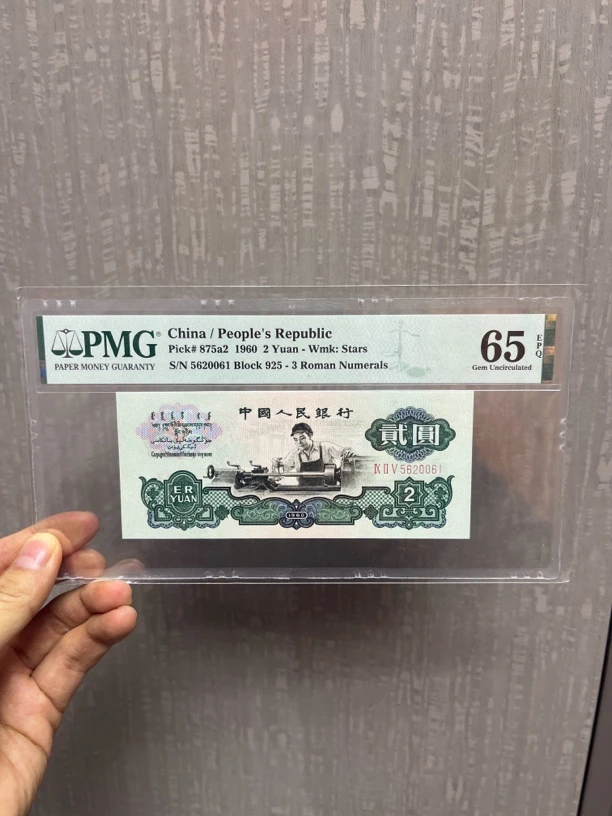 PMG
PAPER MONEY GUARANTY
China / People's Republic
Pick# 875a2 1960 2 Yuan - Wmk: Stars
S/N 5620061 Block 925 - 3 Roman Numerals
65
EPQ
Gem Uncirculated
中國人民銀行
貳圓
IX II V 5620061
ER
YUAN
2
1960